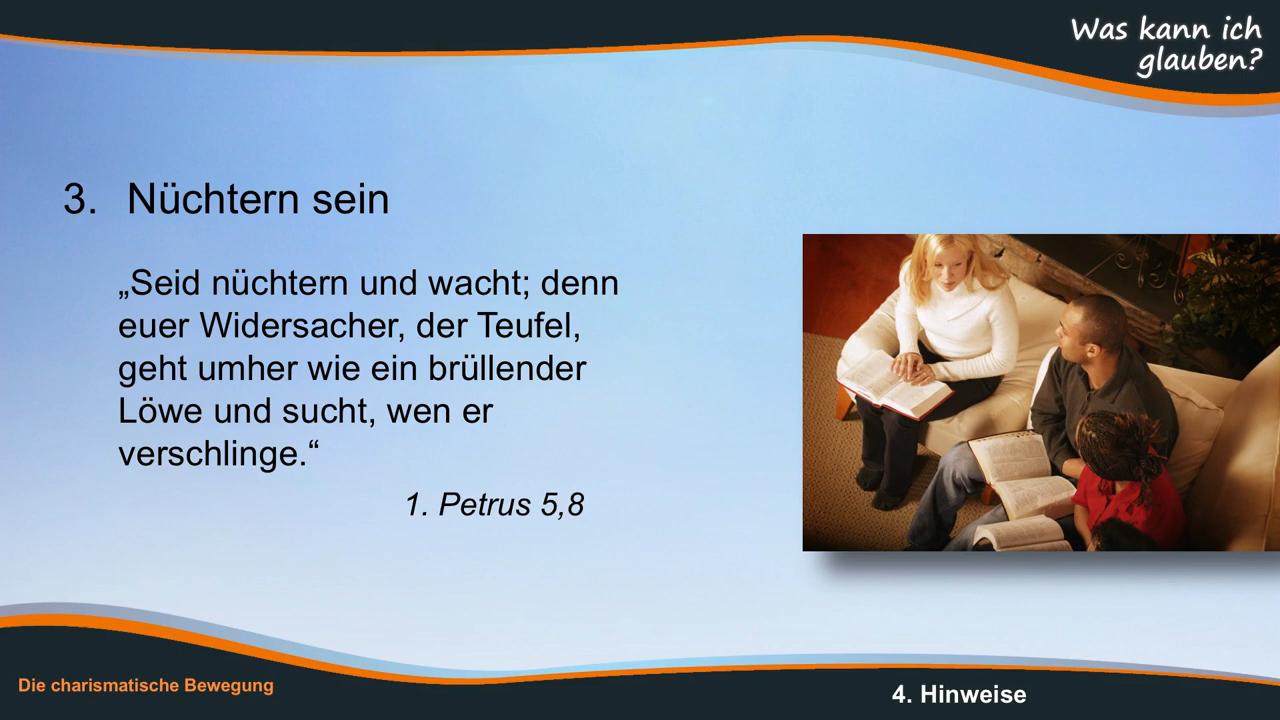 Was kann ich
glauben?
3. Nüchtern sein
„Seid nüchtern und wacht; denn
euer Widersacher, der Teufel,
geht umher wie ein brüllender
Löwe und sucht, wen er
verschlinge.“
1. Petrus 5,8
Die charismatische Bewegung
4. Hinweise